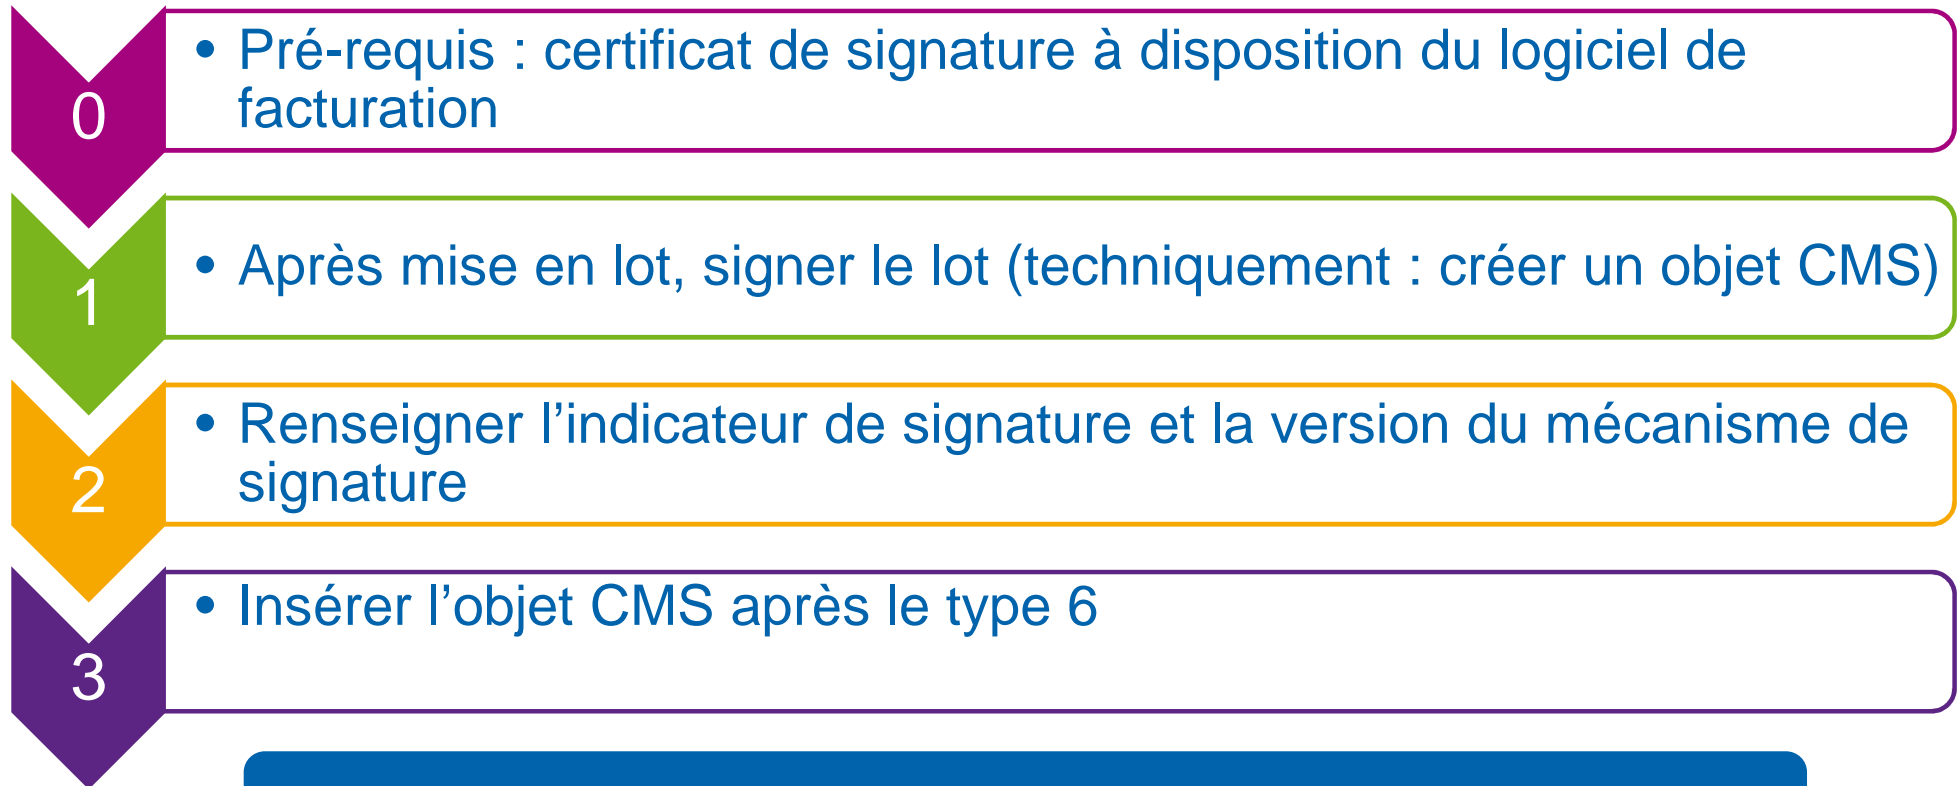 0
• Pré-requis : certificat de signature à disposition du logiciel de
facturation
1
• Après mise en lot, signer le lot (techniquement : créer un objet CMS)
2
• Renseigner l’indicateur de signature et la version du mécanisme de
signature
3
• Insérer l’objet CMS après le type 6